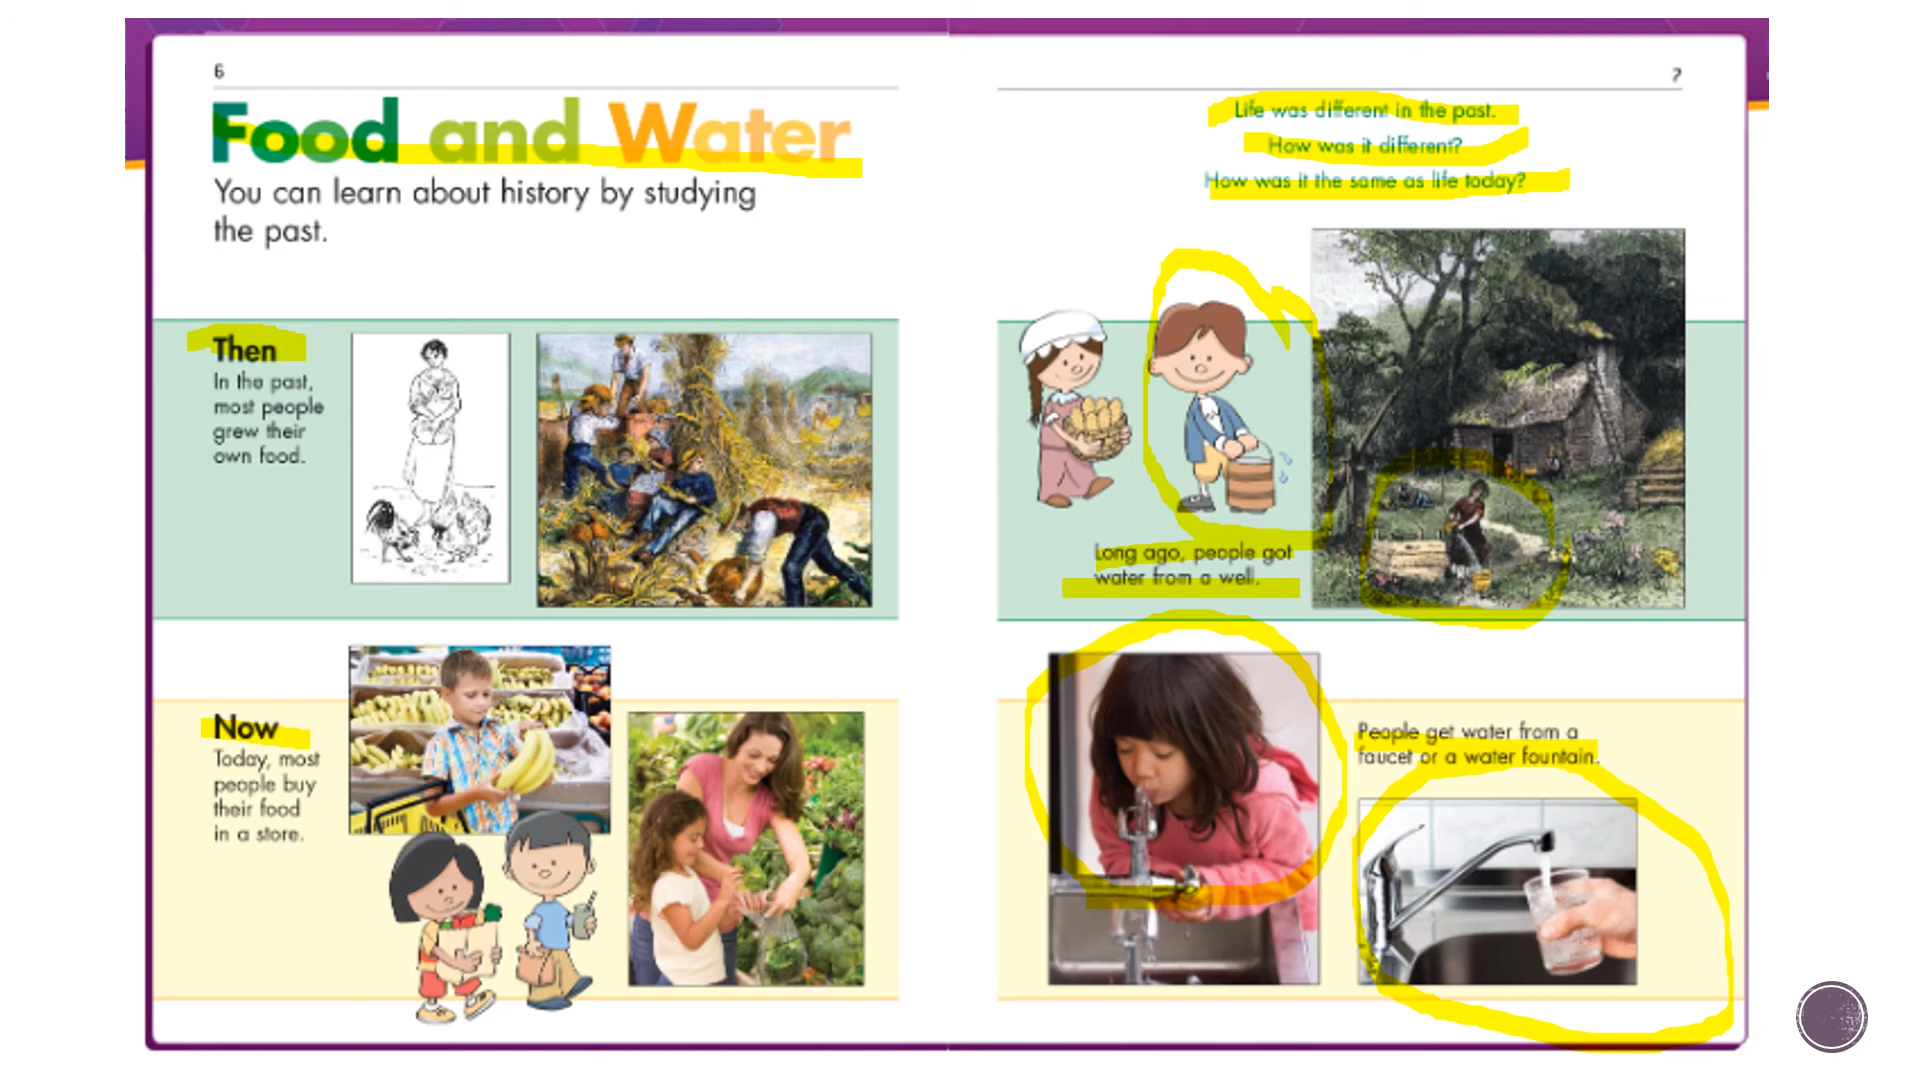 6
Food and Water
You can learn about history by studying
the past.
Then
In the past,
most people
grew their
own food.
Now
Today, most
people buy
their food
in a store.
7
Life was different in the past.
How was it different?
How was it the same as life today?
Long ago, people got
water from a well.
People get water from a
faucet or a water fountain.